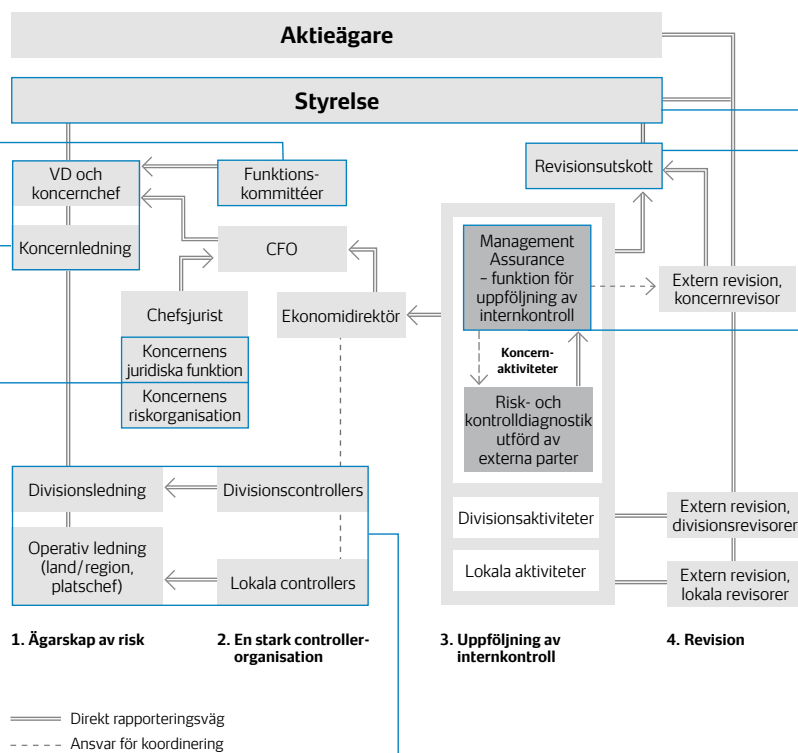 Aktieägare
Styrelse
VD och
koncernchef
Koncernledning
Funktions-
kommittéer
Revisionsutskott
CFO
Chefsjurist
Koncernens
juridiska funktion
Koncernens
riskorganisation
Ekonomidirektör
Management
Assurance
– funktion för
uppföljning av
internkontroll
Koncern-
aktiviteter
Risk- och
kontrolldiagnostik
utförd av
externa parter
Extern revision,
koncernrevisor
Divisionsledning
Divisionscontrollers
Divisionsaktiviteter
Extern revision,
divisionsrevisorer
Operativ ledning
(land/region,
platschef)
Lokala controllers
Lokala aktiviteter
Extern revision,
lokala revisorer
1. Ägarskap av risk
2. En stark controller-
organisation
3. Uppföljning av
internkontroll
4. Revision
Direkt rapporteringsväg
Ansvar för koordinering